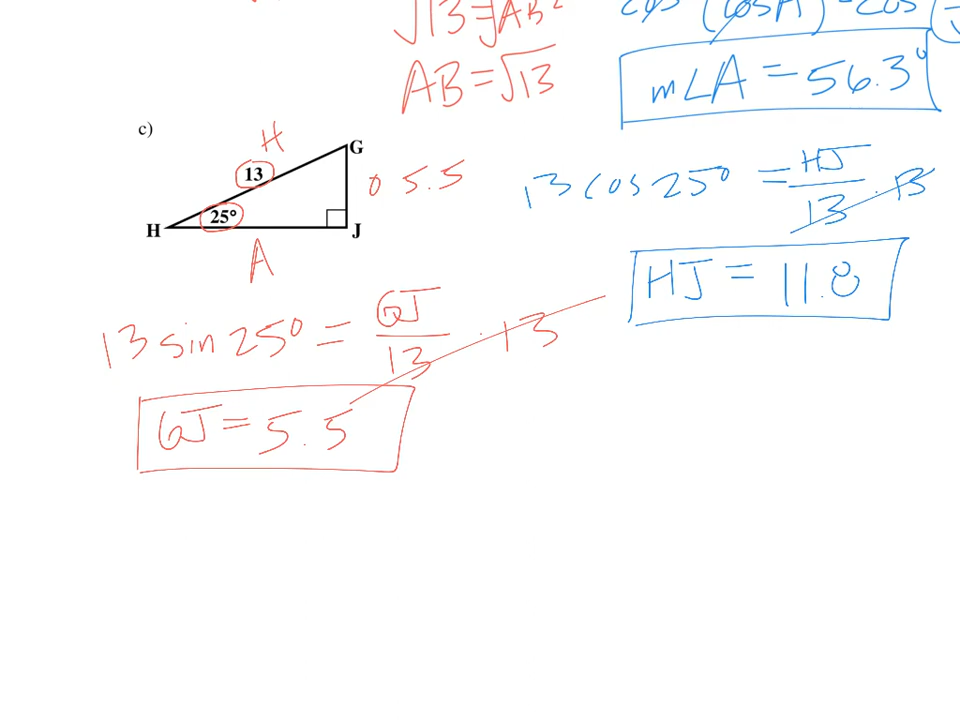 √13 = √AB²
AB = √13
m∠A = 56.3°
c)
H
G
13
O 5.5
25°
H
J
A
13 cos 25° = HJ/13 · 13
HJ = 11.8
13 sin 25° = GJ/13 · 13
GJ = 5.5